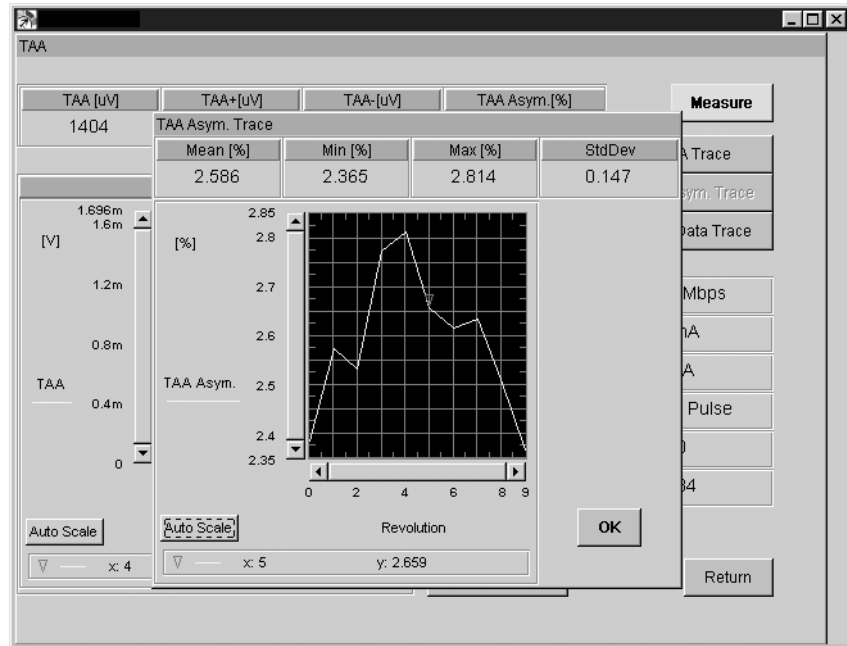 TAA
TAA [uV] TAA+[uV] TAA-[uV] TAA Asym.[%]
1404
Measure
TAA Asym. Trace
Mean [%] Min [%] Max [%] StdDev
2.586 2.365 2.814 0.147
Trace
Trace
Data Trace
Mbps
Pulse
1.696m
1.6m
[V]
1.2m
0.8m
TAA
0.4m
0
Auto Scale
x: 4
2.85
2.8
[%]
2.7
2.6
TAA Asym. 2.5
2.4
2.35
0 2 4 6 8 9
Revolution
Auto Scale
x: 5 y: 2.659
OK
Return